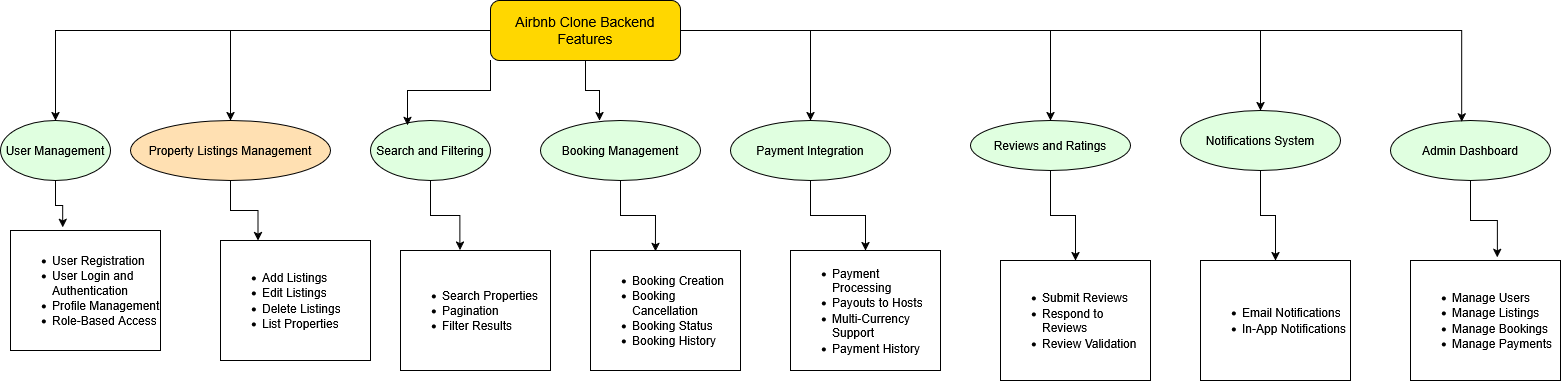 Airbnb Clone Backend
Features
User Management
Property Listings Management
Search and Filtering
Booking Management
Payment Integration
Reviews and Ratings
Notifications System
Admin Dashboard
User Registration
User Login and
Authentication
Profile Management
Role-Based Access
Add Listings
Edit Listings
Delete Listings
List Properties
Search Properties
Pagination
Filter Results
Booking Creation
Booking
Cancellation
Booking Status
Booking History
Payment
Processing
Payouts to Hosts
Multi-Currency
Support
Payment History
Submit Reviews
Respond to
Reviews
Review Validation
Email Notifications
In-App Notifications
Manage Users
Manage Listings
Manage Bookings
Manage Payments